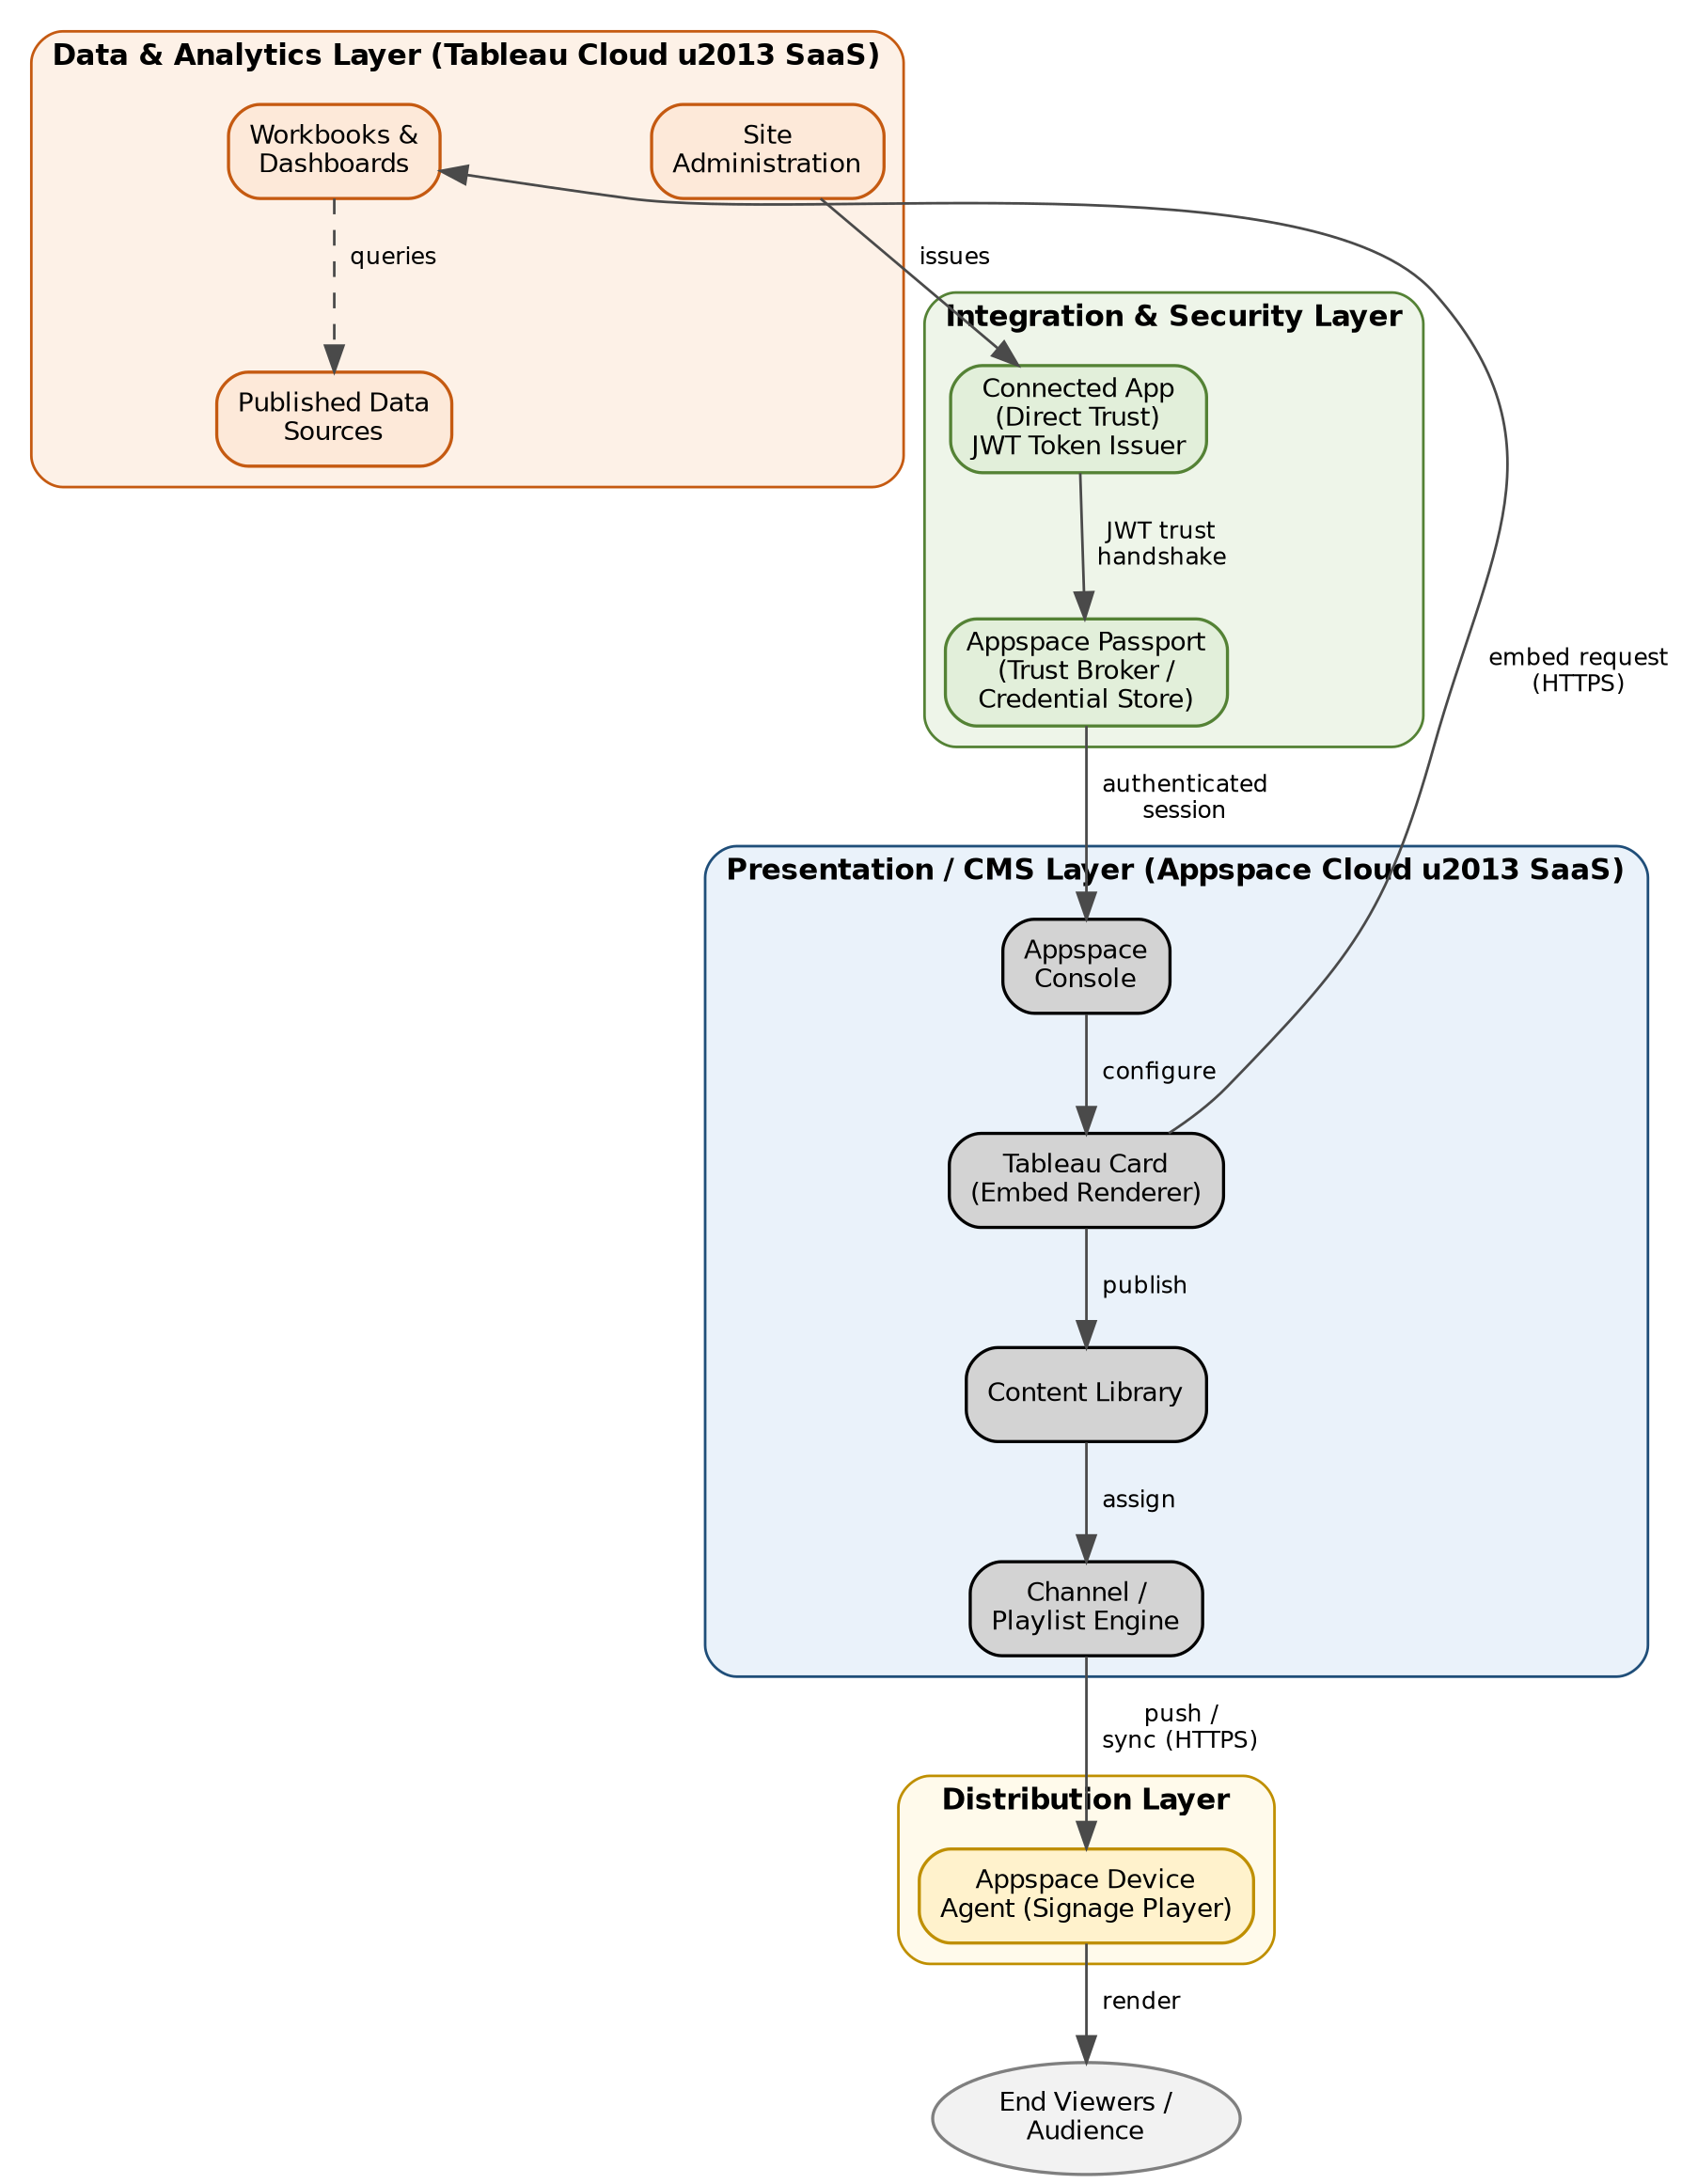 Data & Analytics Layer (Tableau Cloud u2013 SaaS)
Workbooks &
Dashboards
Site
Administration
queries
issues
Published Data
Sources
Integration & Security Layer
Connected App
(Direct Trust)
JWT Token Issuer
JWT trust
handshake
Appspace Passport
(Trust Broker /
Credential Store)
embed request
(HTTPS)
authenticated
session
Presentation / CMS Layer (Appspace Cloud u2013 SaaS)
Appspace
Console
configure
Tableau Card
(Embed Renderer)
publish
Content Library
assign
Channel /
Playlist Engine
push /
sync (HTTPS)
Distribution Layer
Appspace Device
Agent (Signage Player)
render
End Viewers /
Audience